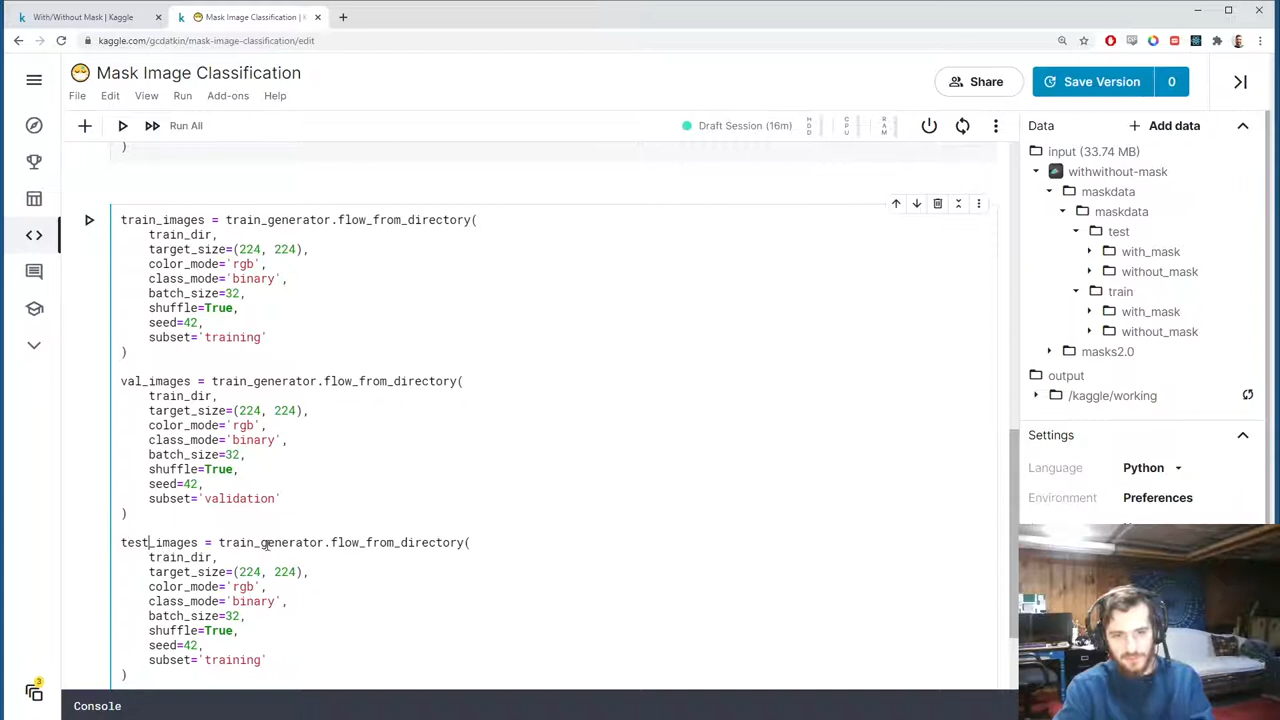 With/Without Mask | Kaggle
Mask Image Classification | K
kaggle.com/gcdatkin/mask-image-classification/edit
Mask Image Classification
File Edit View Run Add-ons Help
Share
Save Version 0
Run All
Draft Session (16m)
HDD
CPU
RAM
)
train_images = train_generator.flow_from_directory(
train_dir,
target_size=(224, 224),
color_mode='rgb',
class_mode='binary',
batch_size=32,
shuffle=True,
seed=42,
subset='training'
)
val_images = train_generator.flow_from_directory(
train_dir,
target_size=(224, 224),
color_mode='rgb',
class_mode='binary',
batch_size=32,
shuffle=True,
seed=42,
subset='validation'
)
test_images = train_generator.flow_from_directory(
train_dir,
target_size=(224, 224),
color_mode='rgb',
class_mode='binary',
batch_size=32,
shuffle=True,
seed=42,
subset='training'
)
Console
3
Data
Add data
input (33.74 MB)
withwithout-mask
maskdata
maskdata
test
with_mask
without_mask
train
with_mask
without_mask
masks2.0
output
/kaggle/working
Settings
Language Python
Environment Preferences